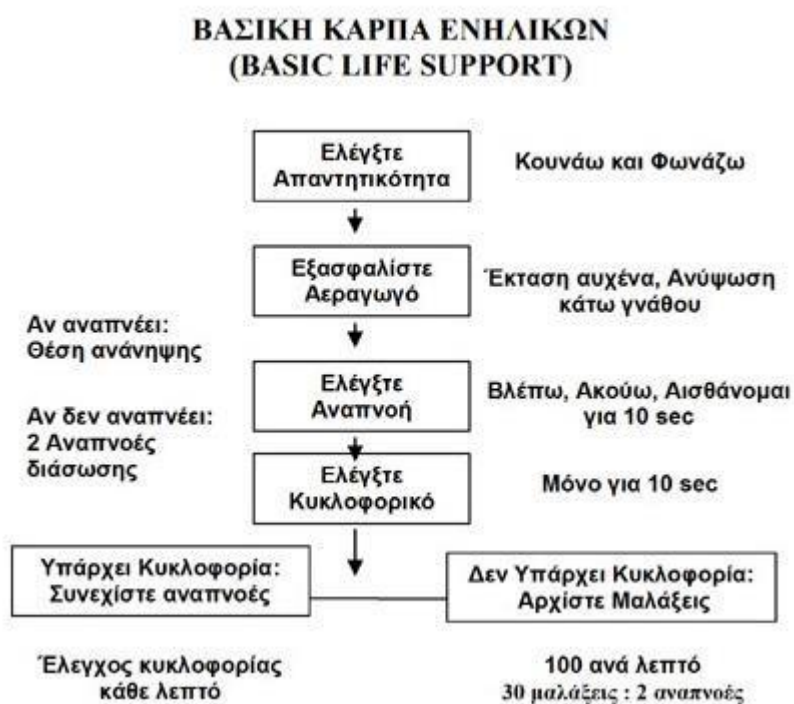 ΒΑΣΙΚΗ ΚΑΡΠΑ ΕΝΗΛΙΚΩΝ
(BASIC LIFE SUPPORT)
Ελέγξτε
Απαντητικότητα
Κουνάω και Φωνάζω
Εξασφαλίστε
Αεραγωγό
Έκταση αυχένα, Ανύψωση
κάτω γνάθου
Αν αναπνέει:
Θέση ανάνηψης
Ελέγξτε
Αναπνοή
Βλέπω, Ακούω, Αισθάνομαι
για 10 sec
Αν δεν αναπνέει:
2 Αναπνοές
διάσωσης
Ελέγξτε
Κυκλοφορικό
Μόνο για 10 sec
Υπάρχει Κυκλοφορία:
Συνεχίστε αναπνοές
Δεν Υπάρχει Κυκλοφορία:
Αρχίστε Μαλάξεις
Έλεγχος κυκλοφορίας
κάθε λεπτό
100 ανά λεπτό
30 μαλάξεις : 2 αναπνοές